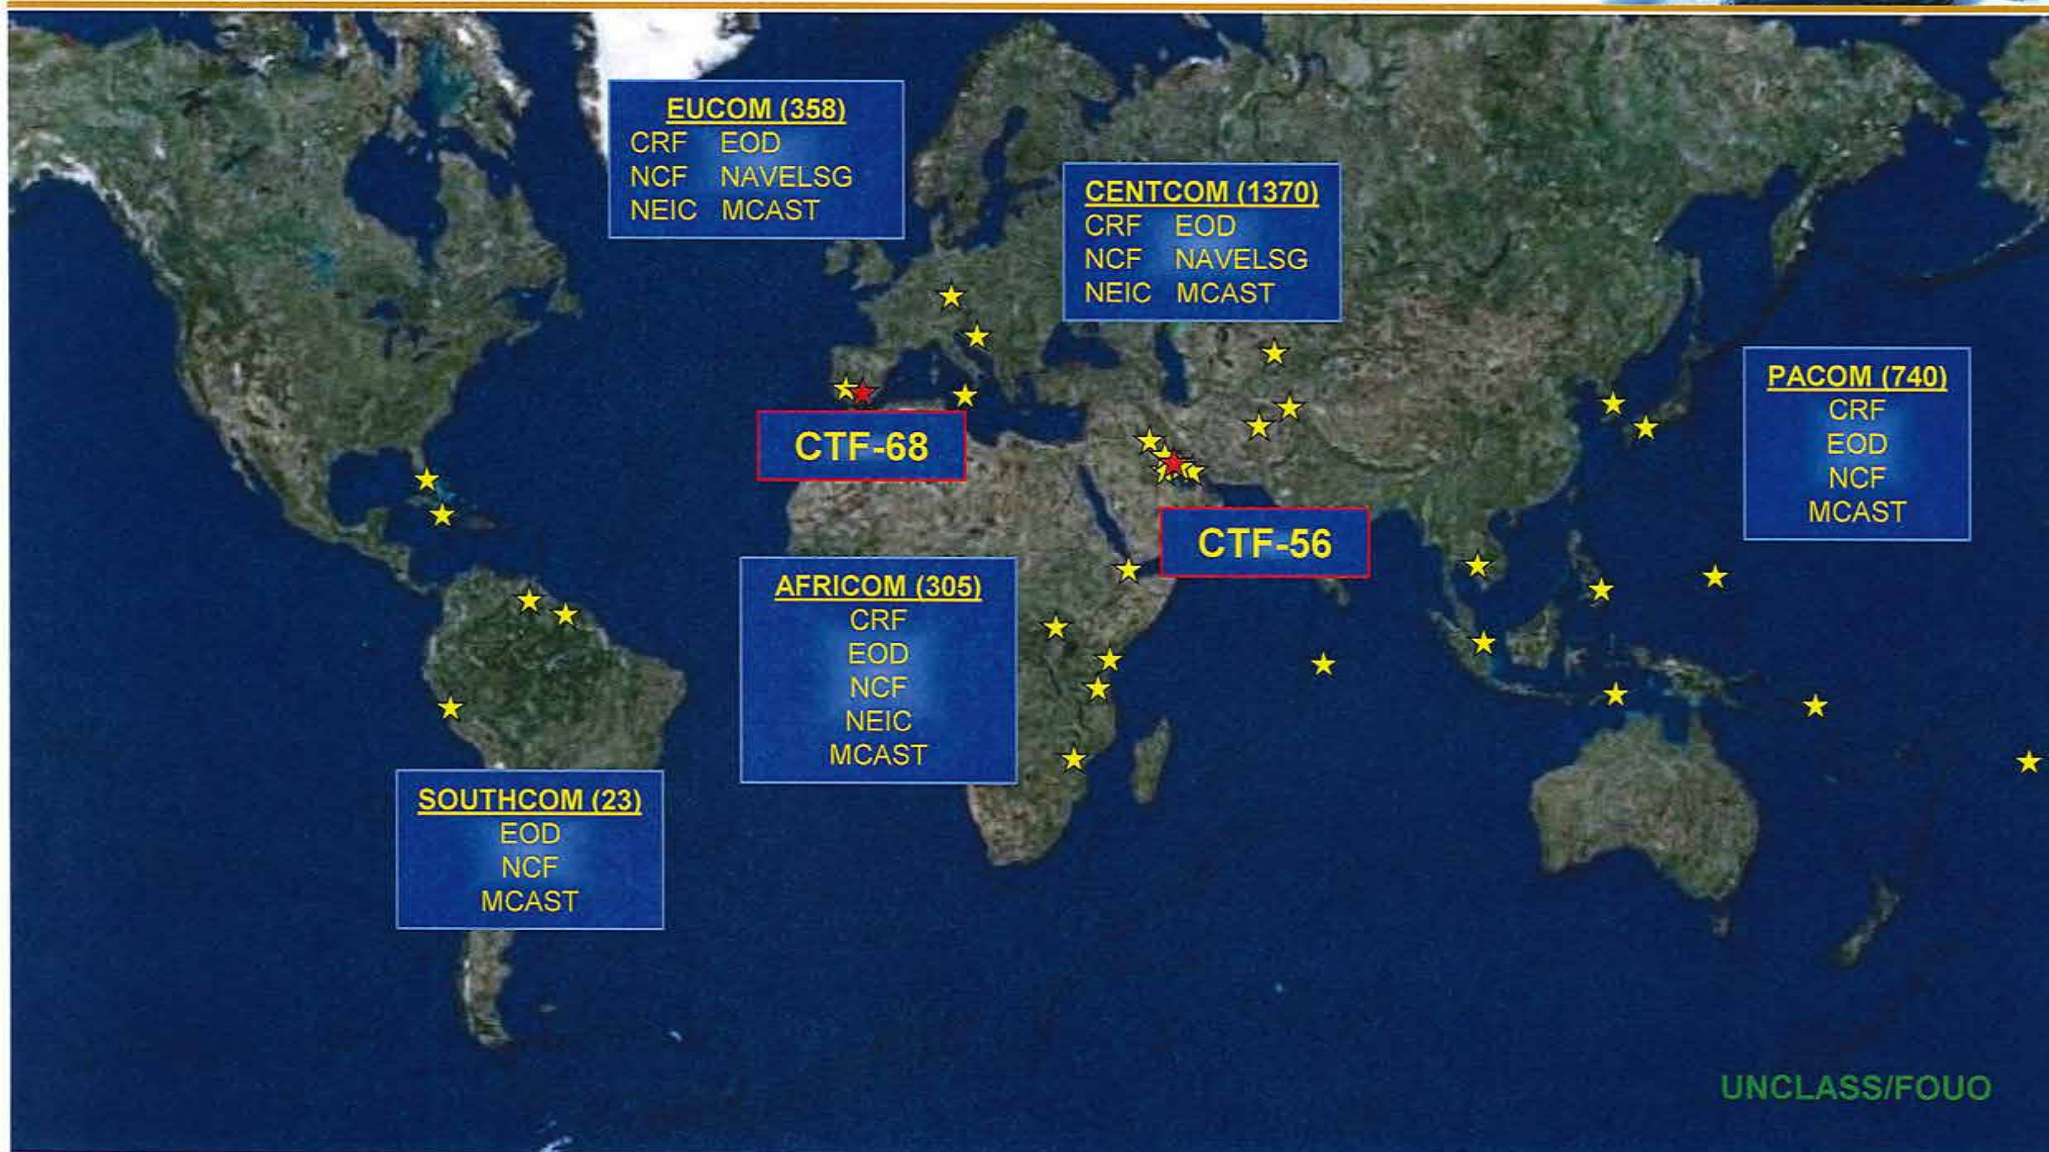 EUCOM (358)
CRF EOD
NCF NAVELSG
NEIC MCAST
CENTCOM (1370)
CRF EOD
NCF NAVELSG
NEIC MCAST
PACOM (740)
CRF
EOD
NCF
MCAST
CTF-68
CTF-56
AFRICOM (305)
CRF
EOD
NCF
NEIC
MCAST
SOUTHCOM (23)
EOD
NCF
MCAST
UNCLASS/FOUO